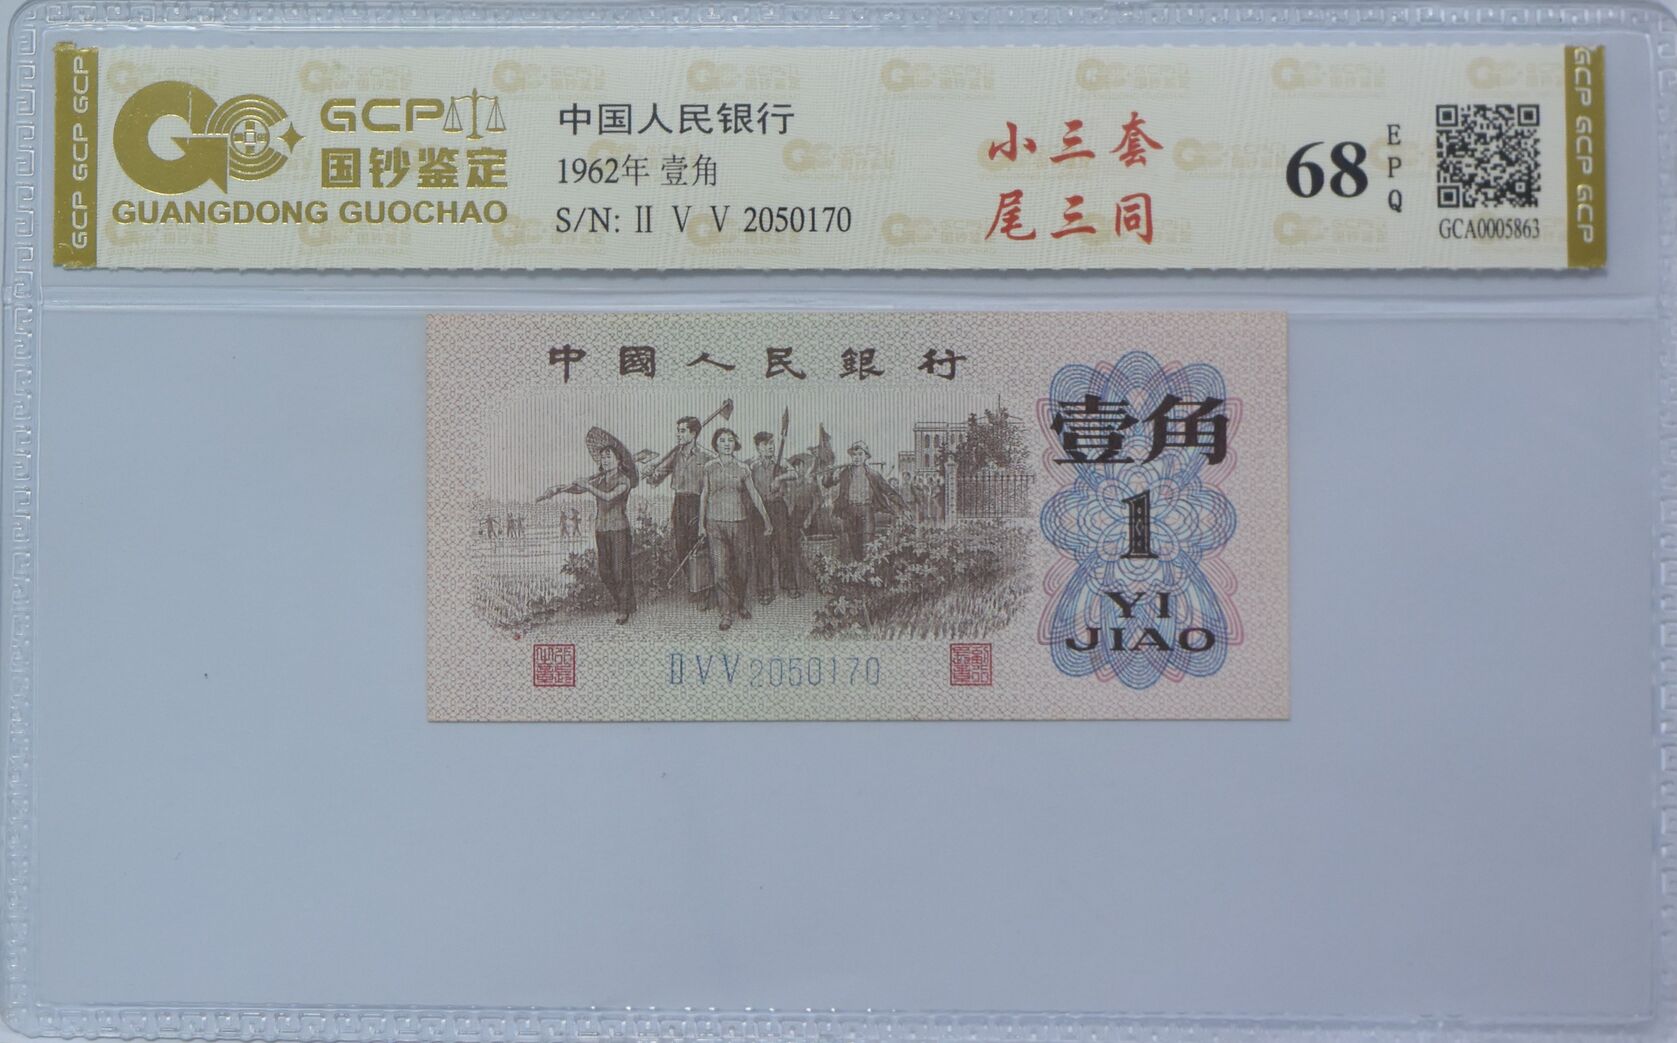 GCP GCP GCP
GCP
国钞鉴定
GUANGDONG GUOCHAO
中国人民银行
1962年 壹角
S/N: Ⅱ Ⅴ Ⅴ 2050170
小三套
尾三同
68
EPQ
GCA0005863
GCP GCP GCP
中國人民銀行
壹角
1
YI
JIAO
ⅡⅤⅤ2050170